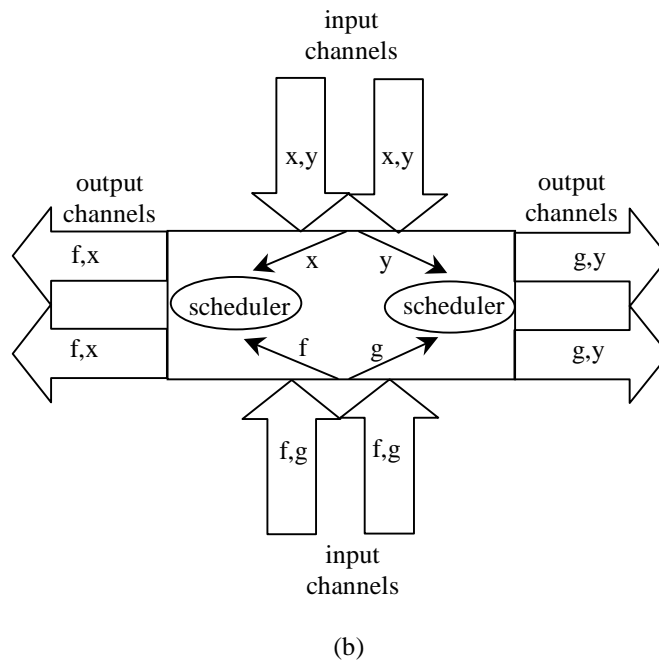 input
channels
x,y x,y
output
channels
output
channels
f,x
g,y
x y
scheduler
scheduler
f g
f,x
g,y
f,g f,g
input
channels
(b)